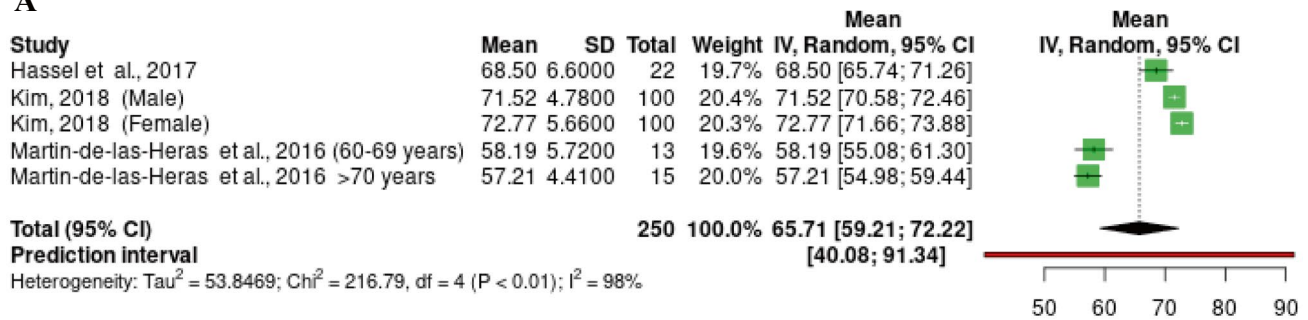 A
Mean Mean
Study Mean SD Total Weight IV, Random, 95% CI IV, Random, 95% CI
Hassel et al., 2017 68.50 6.6000 22 19.7% 68.50 [65.74; 71.26]
Kim, 2018 (Male) 71.52 4.7800 100 20.4% 71.52 [70.58; 72.46]
Kim, 2018 (Female) 72.77 5.6600 100 20.3% 72.77 [71.66; 73.88]
Martin-de-las-Heras et al., 2016 (60-69 years) 58.19 5.7200 13 19.6% 58.19 [55.08; 61.30]
Martin-de-las-Heras et al., 2016 >70 years 57.21 4.4100 15 20.0% 57.21 [54.98; 59.44]
Total (95% CI) 250 100.0% 65.71 [59.21; 72.22]
Prediction interval [40.08; 91.34]
Heterogeneity: Tau² = 53.8469; Chi² = 216.79, df = 4 (P < 0.01); I² = 98%
50 60 70 80 90